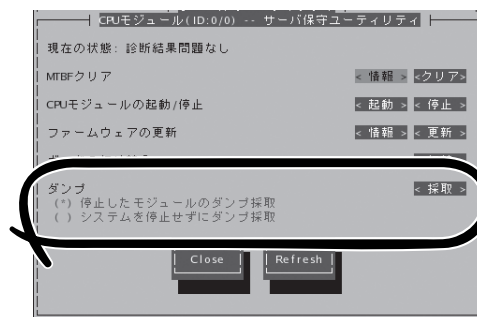 CPUモジュール(ID:0/0) -- サーバ保守ユーティリティ
現在の状態: 診断結果問題なし
MTBFクリア < 情報 > <クリア>
CPUモジュールの起動/停止 < 起動 > < 停止 >
ファームウェアの更新 < 情報 > < 更新 >
ダンプ < 採取 >
(*) 停止したモジュールのダンプ採取
( ) システムを停止せずにダンプ採取
Close Refresh